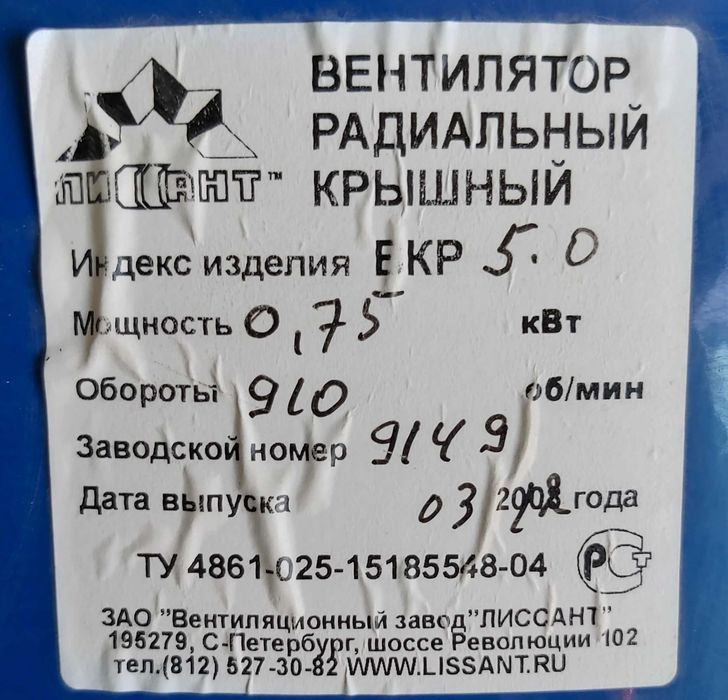 ЛИССАНТ™
ВЕНТИЛЯТОР
РАДИАЛЬНЫЙ
КРЫШНЫЙ
Индекс изделия ВКР 5.0
Мощность 0,75 кВт
Обороты 910 об/мин
Заводской номер 9149
Дата выпуска 03 года
ТУ 4861-025-15185548-04
РСТ
ЗАО "Вентиляционный завод"ЛИССАНТ"
195279, С-Петербург, шоссе Революции 102
тел.(812) 527-30-82 WWW.LISSANT.RU